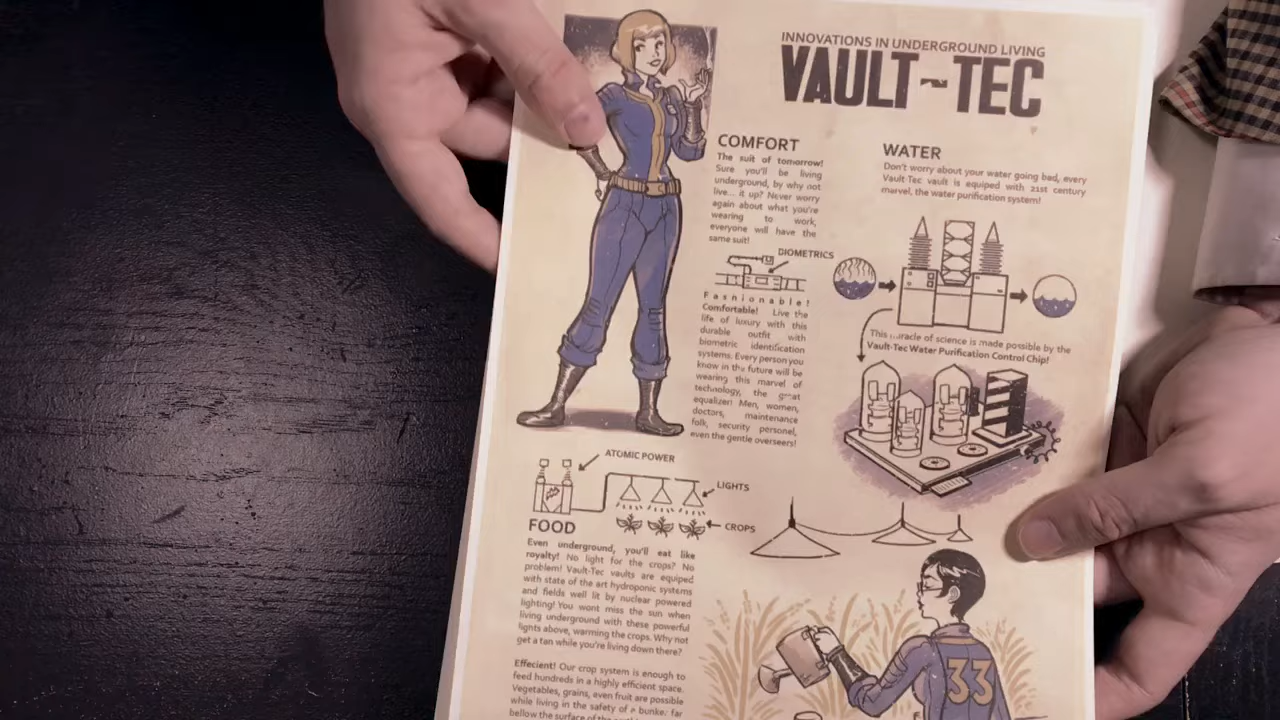 INNOVATIONS IN UNDERGROUND LIVING
VAULT-TEC
COMFORT
The suit of tomorrow!
Sure you'll be living
underground, by why not
live... it up? Never worry
again about what you're
wearing to work,
everyone will have the
same suit!
BIOMETRICS
Fashionable!
Comfortable! Live the
life of luxury with this
durable outfit with
biometric identification
systems. Every person you
know in the future will be
wearing this marvel of
technology, the great
equalizer! Men, women,
doctors, maintenance
folk, security personel,
even the gentle overseers!
WATER
Don't worry about your water going bad, every
Vault-Tec vault is equiped with 21st century
marvel, the water purification system!
This miracle of science is made possible by the
Vault-Tec Water Purification Control Chip!
ATOMIC POWER
LIGHTS
CROPS
FOOD
Even underground, you'll eat like
royalty! No light for the crops? No
problem! Vault-Tec vaults are equiped
with state of the art hydroponic systems
and fields well lit by nuclear powered
lighting! You wont miss the sun when
living underground with these powerful
lights above, warming the crops. Why not
get a tan while you're living down there?
Effecient! Our crop system is enough to
feed hundreds in a highly efficient space.
Vegetables, grains, even fruit are possible
while living in the safety of a bunker far
bellow the surface of the
33